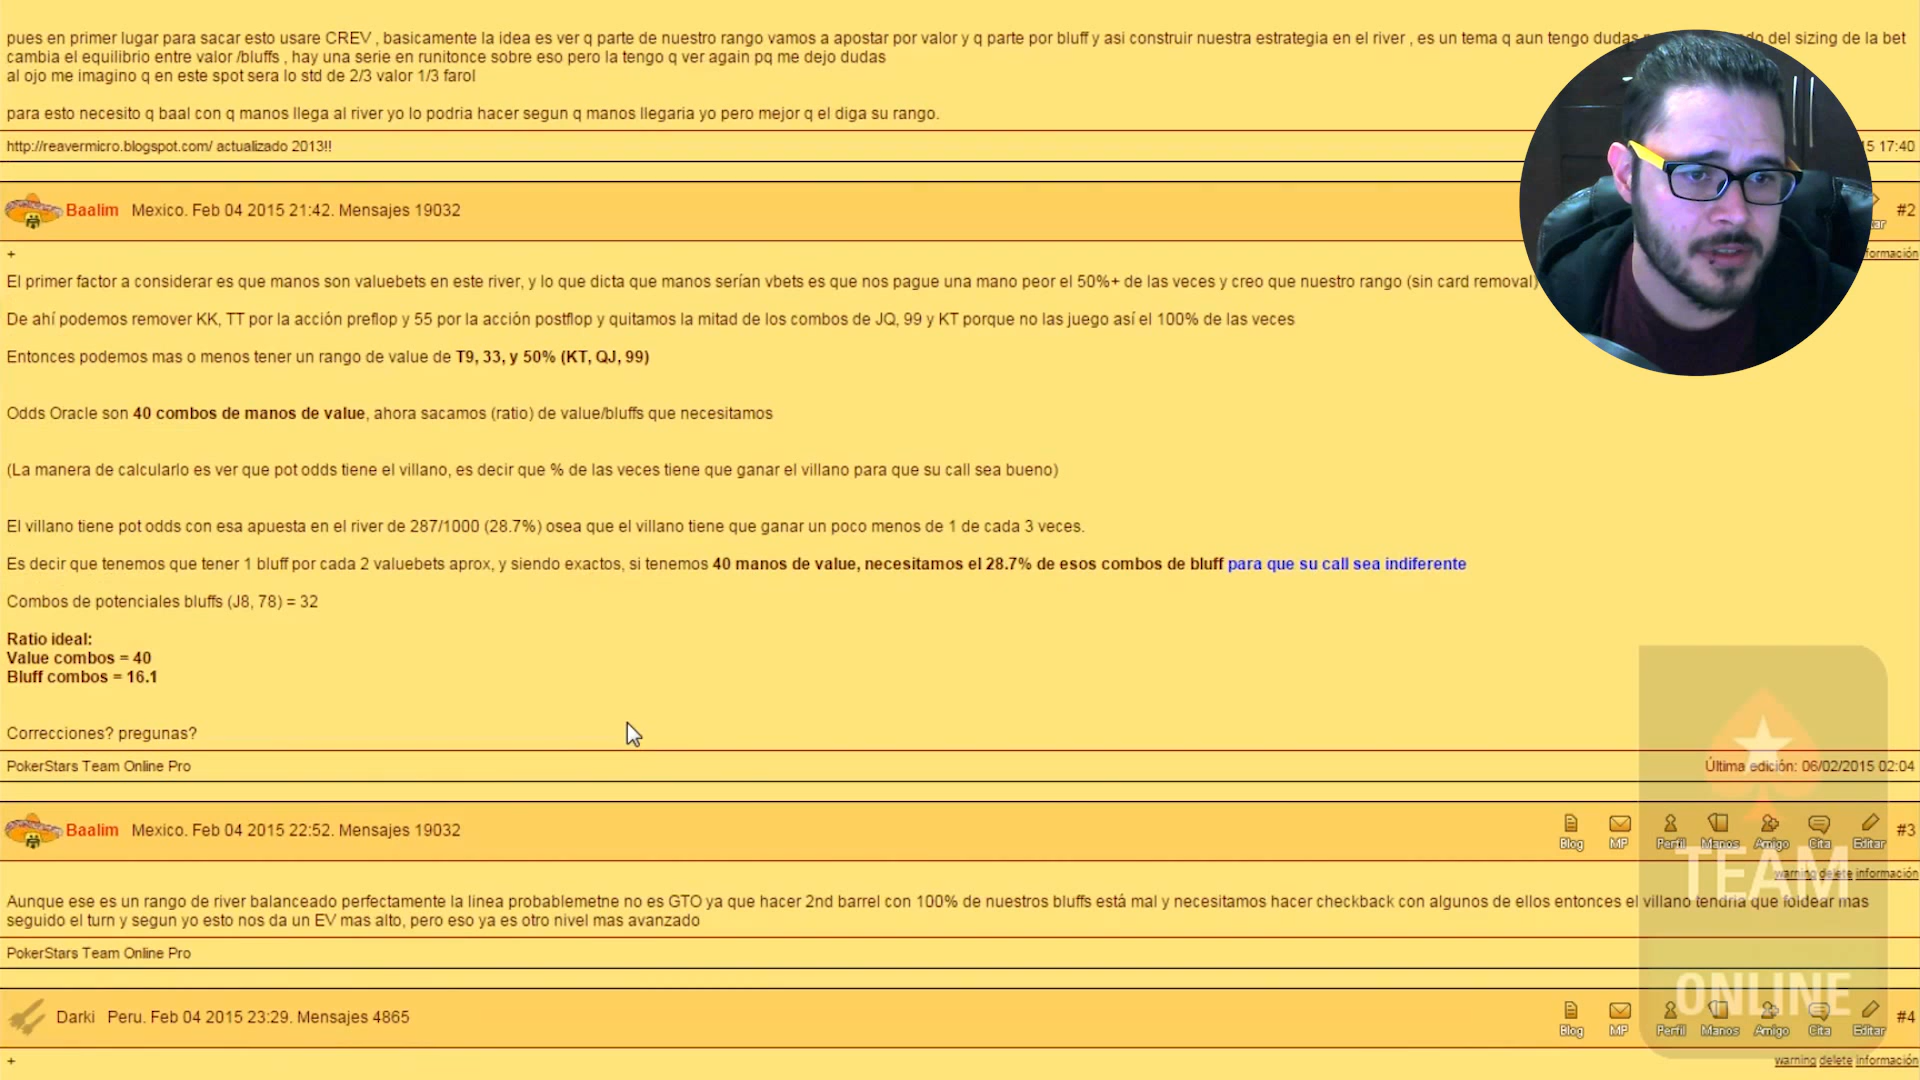 pues en primer lugar para sacar esto usare CREV , basicamente la idea es ver q parte de nuestro rango vamos a apostar por valor y q parte por bluff y asi construir nuestra estrategia en el river , es un tema q aun tengo dudas do del sizing de la bet
cambia el equilibrio entre valor /bluffs , hay una serie en runitonce sobre eso pero la tengo q ver again pq me dejo dudas
al ojo me imagino q en este spot sera lo std de 2/3 valor 1/3 farol
para esto necesito q baal con q manos llega al river yo lo podria hacer segun q manos llegaria yo pero mejor q el diga su rango.
http://reavermicro.blogspot.com/ actualizado 2013!! 5 17:40
Baalim Mexico. Feb 04 2015 21:42. Mensajes 19032 #2
+ información
El primer factor a considerar es que manos son valuebets en este river, y lo que dicta que manos serían vbets es que nos pague una mano peor el 50%+ de las veces y creo que nuestro rango (sin card removal)
De ahí podemos remover KK, TT por la acción preflop y 55 por la acción postflop y quitamos la mitad de los combos de JQ, 99 y KT porque no las juego así el 100% de las veces
Entonces podemos mas o menos tener un rango de value de T9, 33, y 50% (KT, QJ, 99)
Odds Oracle son 40 combos de manos de value, ahora sacamos (ratio) de value/bluffs que necesitamos
(La manera de calcularlo es ver que pot odds tiene el villano, es decir que % de las veces tiene que ganar el villano para que su call sea bueno)
El villano tiene pot odds con esa apuesta en el river de 287/1000 (28.7%) osea que el villano tiene que ganar un poco menos de 1 de cada 3 veces.
Es decir que tenemos que tener 1 bluff por cada 2 valuebets aprox, y siendo exactos, si tenemos 40 manos de value, necesitamos el 28.7% de esos combos de bluff para que su call sea indiferente
Combos de potenciales bluffs (J8, 78) = 32
Ratio ideal:
Value combos = 40
Bluff combos = 16.1
Correcciones? pregunas?
PokerStars Team Online Pro Última edición: 06/02/2015 02:04
Baalim Mexico. Feb 04 2015 22:52. Mensajes 19032 #3
Blog MP Perfil Manos Amigo Cita Editar
warning delete información
Aunque ese es un rango de river balanceado perfectamente la linea probablemetne no es GTO ya que hacer 2nd barrel con 100% de nuestros bluffs está mal y necesitamos hacer checkback con algunos de ellos entonces el villano tendria que foldear mas
seguido el turn y segun yo esto nos da un EV mas alto, pero eso ya es otro nivel mas avanzado
PokerStars Team Online Pro
Darki Peru. Feb 04 2015 23:29. Mensajes 4865 #4
Blog MP Perfil Manos Amigo Cita Editar
+ warning delete información
TEAM
ONLINE